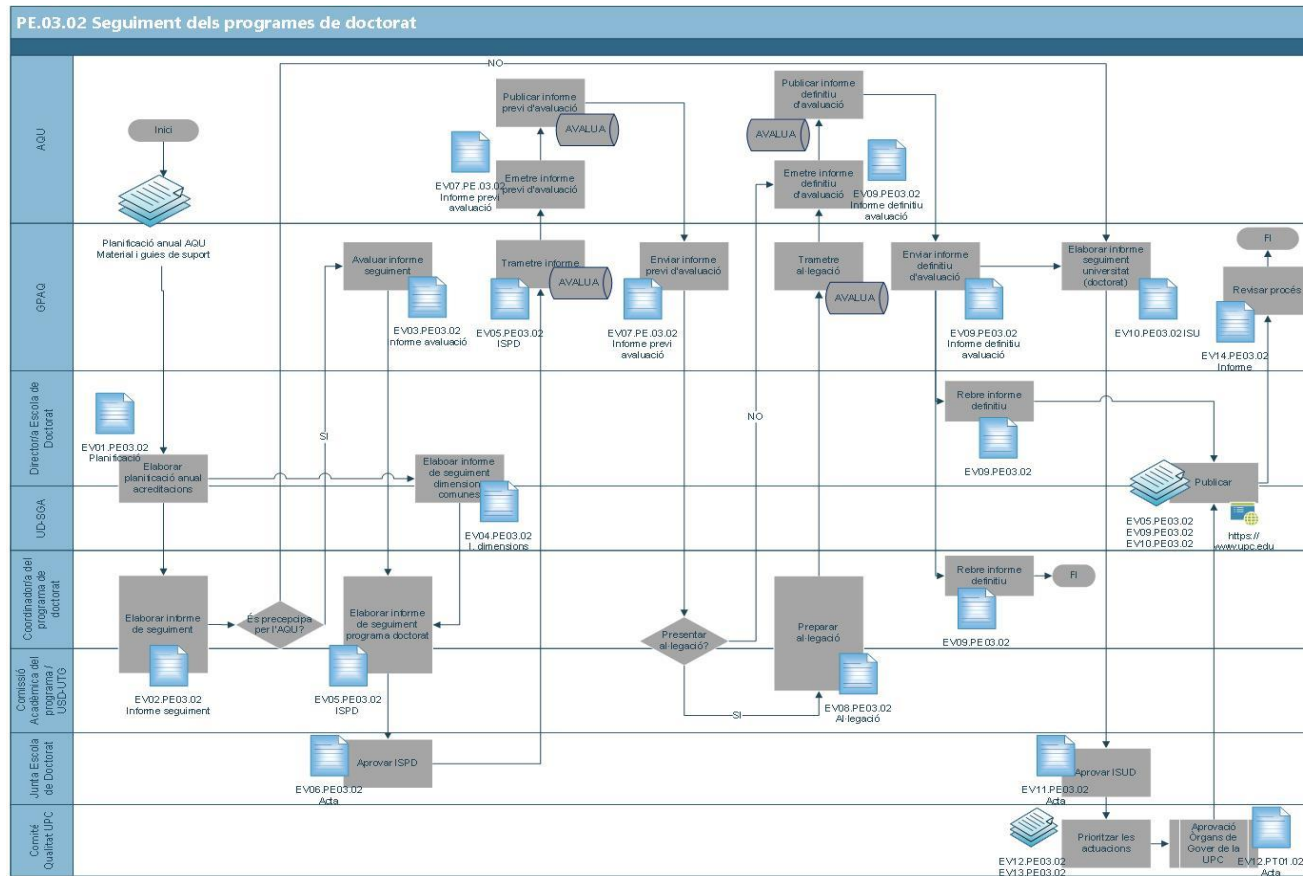 PE.03.02 Seguiment dels programes de doctorat
AQU
Inici
Planificació anual AQU
Material i guies de suport
NO
Publicar informe
previ d'avaluació
AVALUA
EV07.PE.03.02
Informe previ
avaluació
Emetre informe
previ d'avaluació
Publicar informe
definitiu
d'avaluació
AVALUA
Emetre informe
definitiu
d'avaluació
EV09.PE03.02
Informe definitiu
avaluació
GPAQ
Avaluar informe
seguiment
EV03.PE03.02
nforme avaluació
Trametre informe
AVALUA
EV05.PE03.02
ISPD
Enviar informe
previ d'avaluació
EV07.PE.03.02
Informe previ
avaluació
Trametre
al·legació
AVALUA
Enviar informe
definitiu
d'avaluació
EV09.PE03.02
Informe definitiu
avaluació
Elaborar informe
seguiment
universitat
(doctorat)
EV10.PE03.02 ISU
FI
Revisar procés
EV14.PE03.02
Informe
Director/a Escola de
Doctorat
EV01.PE03.02
Planificació
Elaborar
planificació anual
acreditacions
SI
Elaboar informe
de seguiment
dimension
comunes
NO
Rebre informe
definitiu
EV09.PE03.02
Publicar
UD-SGA
EV04.PE03.02
I. dimensions
EV05.PE03.02
EV09.PE03.02
EV10.PE03.02
https://
www.upc.edu
Coordinador/a del
programa de
doctorat
Elaborar informe
de seguiment
És precepcipa
per l'AQU?
Elaborar informe
de seguiment
programa doctorat
Presentar
al·legació?
Preparar
al·legació
Rebre informe
definitiu
EV09.PE03.02
FI
Comissió
Acadèmica del
programa /
USD-UTG
EV02.PE03.02
Informe seguiment
EV05.PE03.02
ISPD
SI
EV08.PE03.02
Al·legació
Junta Escola
de Doctorat
Aprovar ISPD
EV06.PE03.02
Acta
Aprovar ISUD
EV11.PE03.02
Acta
Comité
Qualitat UPC
EV12.PE03.02
EV13.PE03.02
Prioritzar les
actuacions
Aprovació
Òrgans de
Gover de la
UPC
EV12.PT01.02
Acta